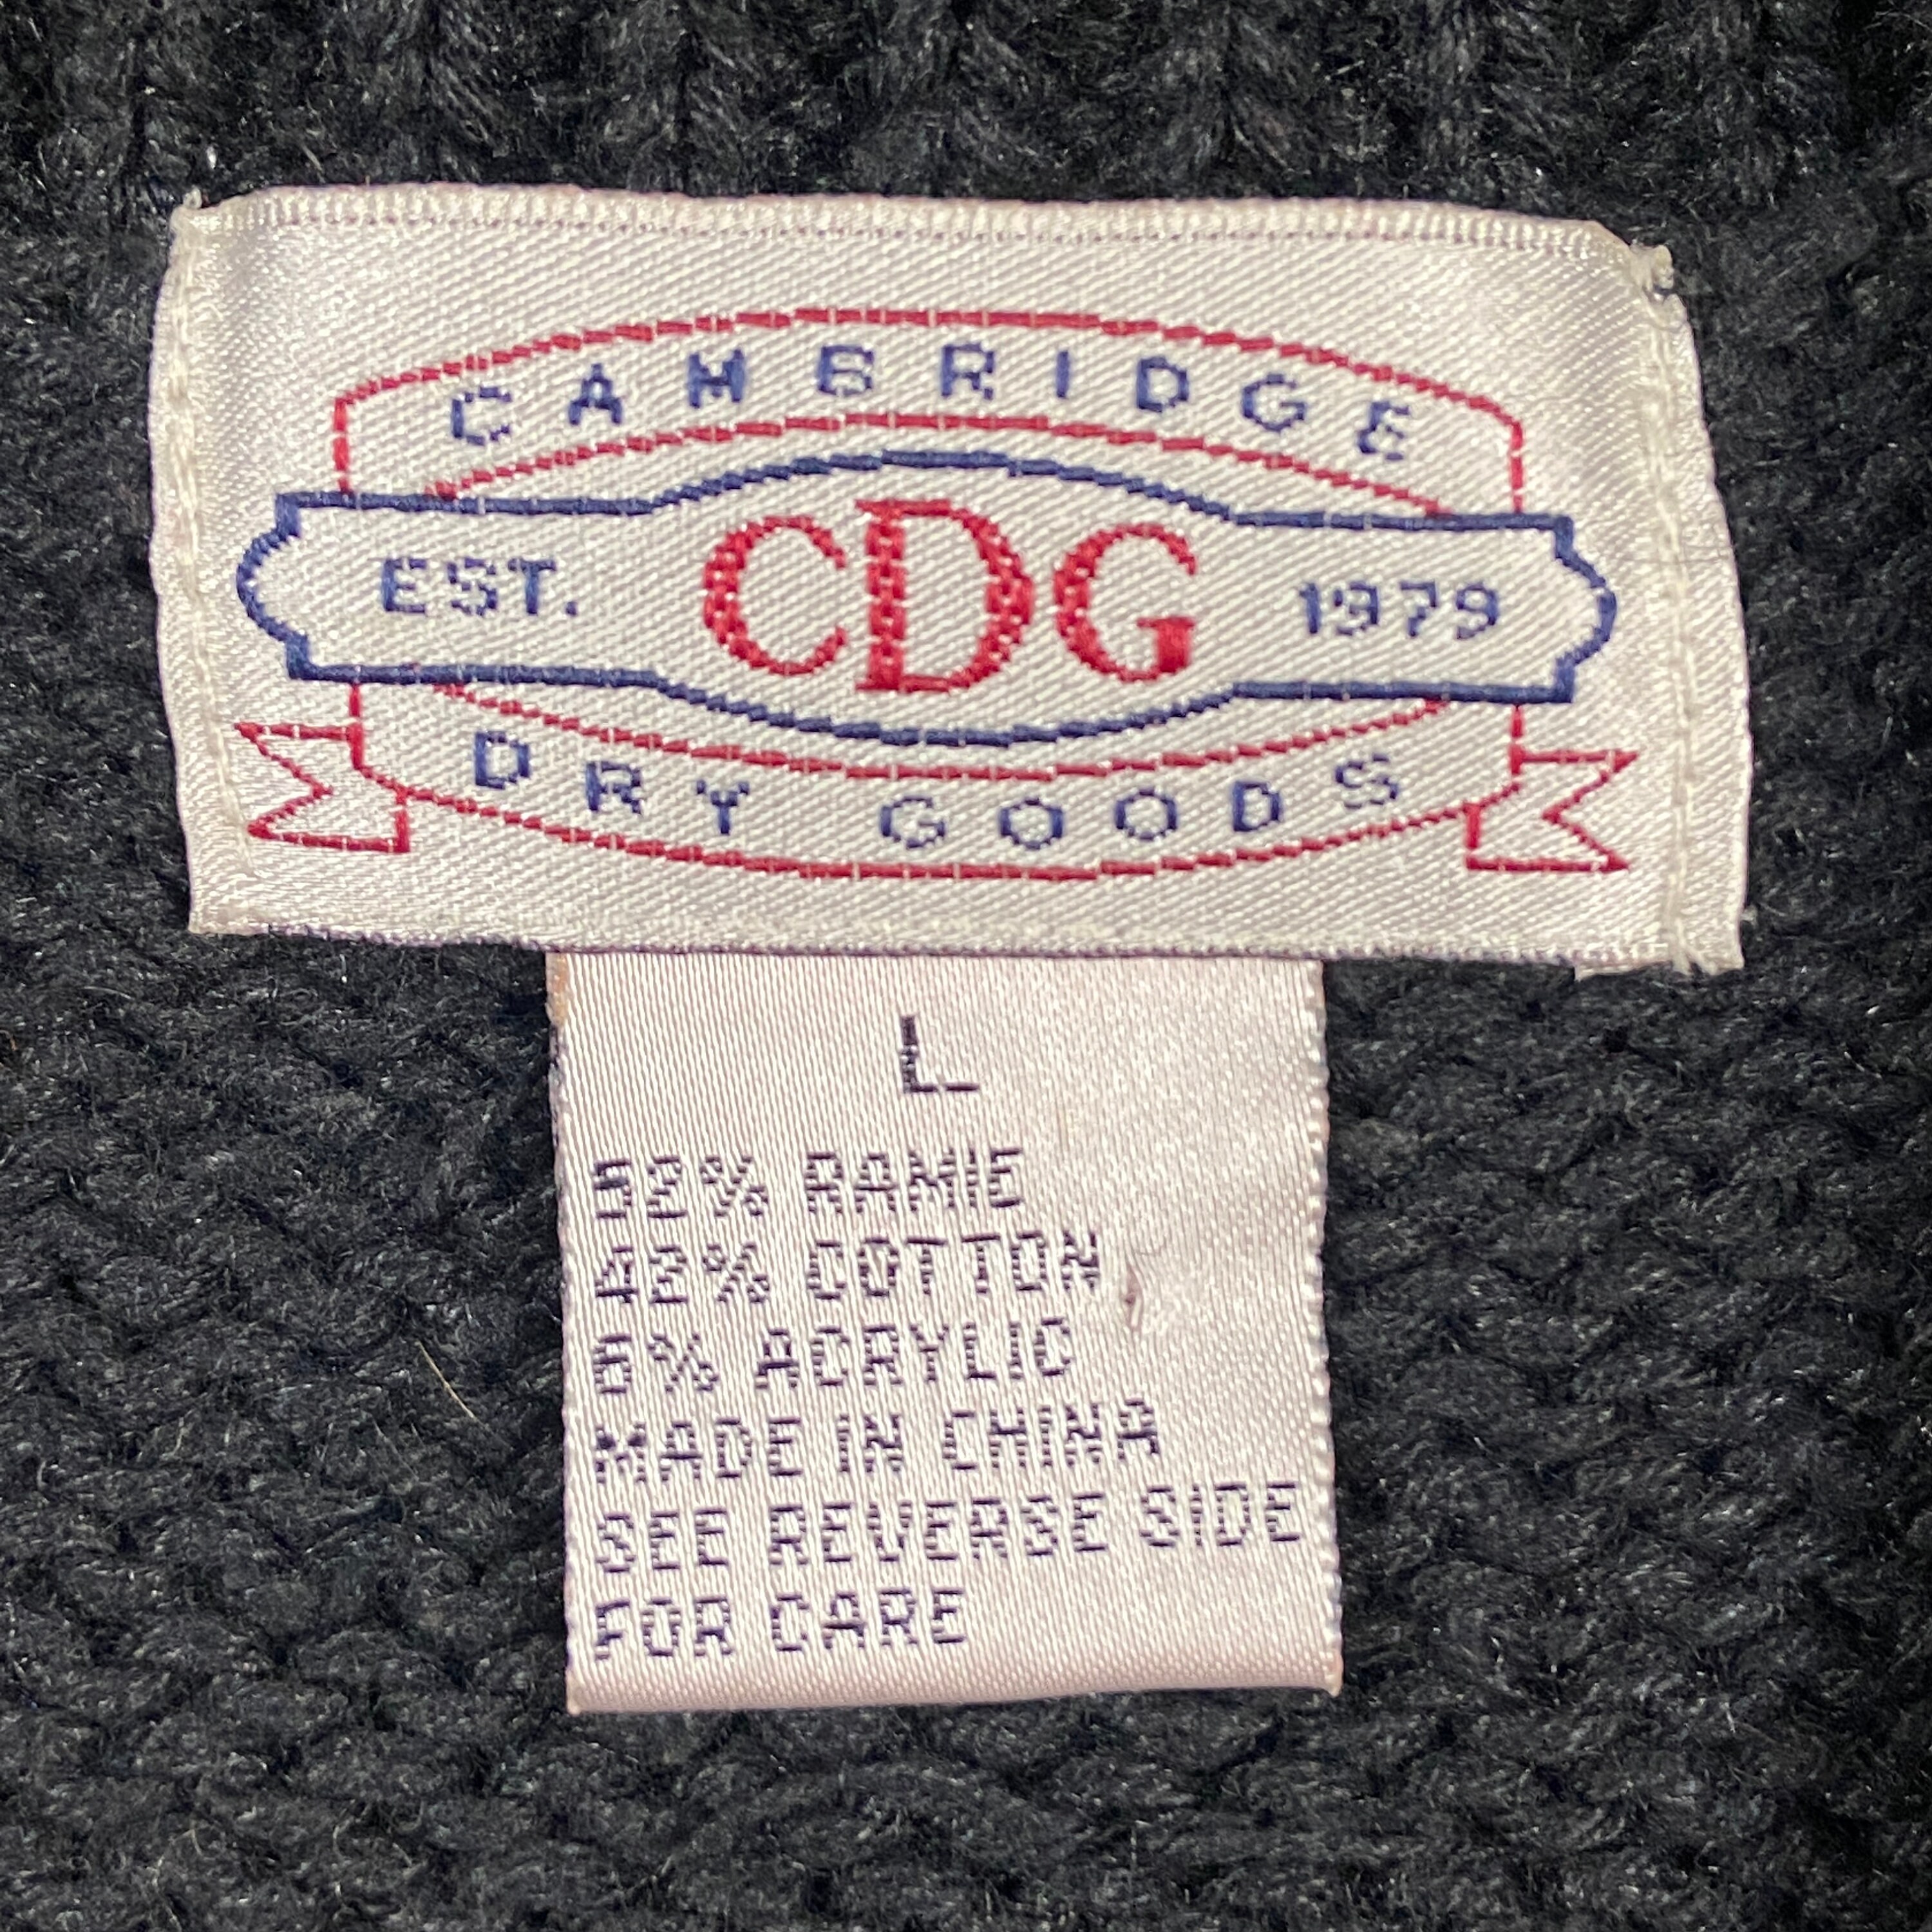 CAMBRIDGE
EST. CDG 1979
DRY GOODS
L
52% RAMIE
42% COTTON
6% ACRYLIC
MADE IN CHINA
SEE REVERSE SIDE
FOR CARE